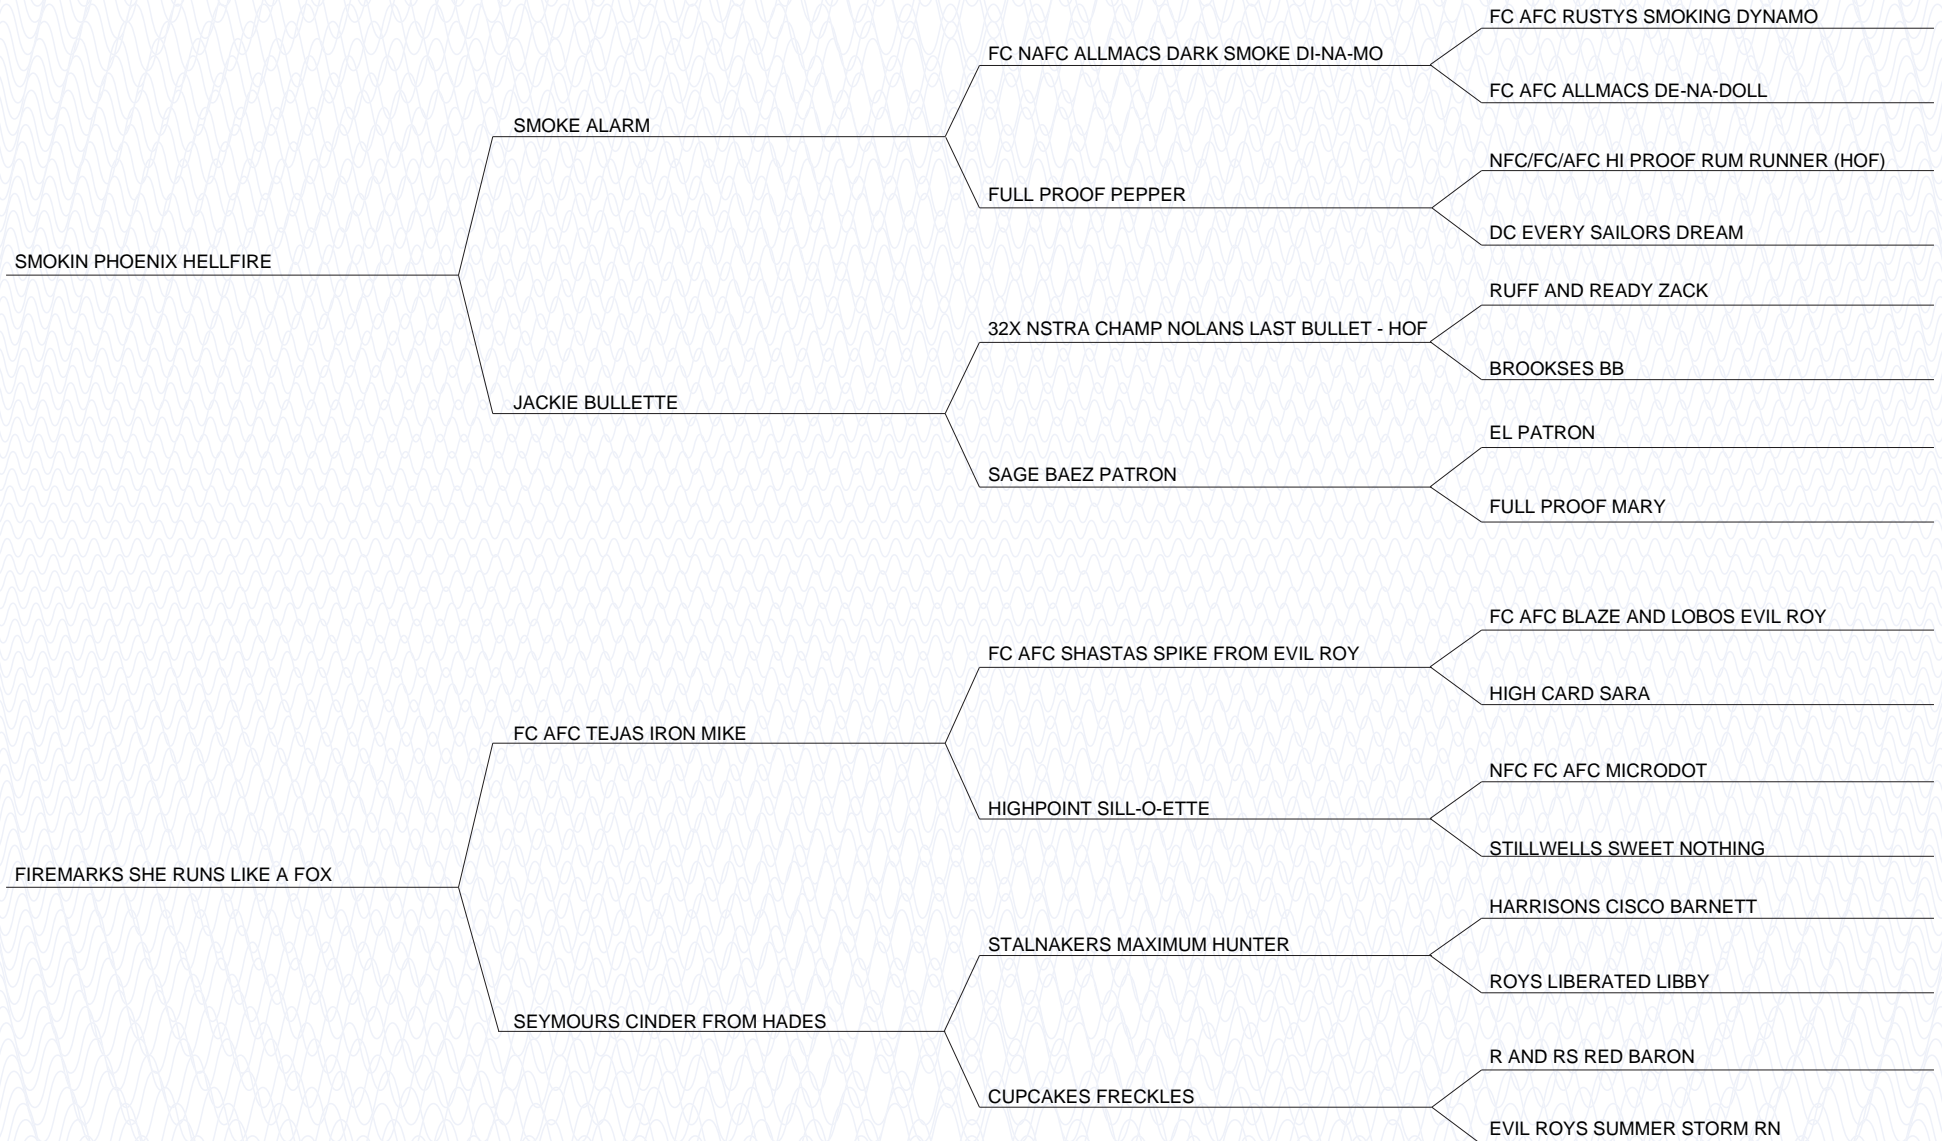 FC AFC RUSTYS SMOKING DYNAMO
FC NAFC ALLMACS DARK SMOKE DI-NA-MO
FC AFC ALLMACS DE-NA-DOLL
SMOKE ALARM
NFC/FC/AFC HI PROOF RUM RUNNER (HOF)
FULL PROOF PEPPER
DC EVERY SAILORS DREAM
SMOKIN PHOENIX HELLFIRE
RUFF AND READY ZACK
32X NSTRA CHAMP NOLANS LAST BULLET - HOF
BROOKSES BB
JACKIE BULLETTE
EL PATRON
SAGE BAEZ PATRON
FULL PROOF MARY
FC AFC BLAZE AND LOBOS EVIL ROY
FC AFC SHASTAS SPIKE FROM EVIL ROY
HIGH CARD SARA
FC AFC TEJAS IRON MIKE
NFC FC AFC MICRODOT
HIGHPOINT SILL-O-ETTE
STILLWELLS SWEET NOTHING
FIREMARKS SHE RUNS LIKE A FOX
HARRISONS CISCO BARNETT
STALNAKERS MAXIMUM HUNTER
ROYS LIBERATED LIBBY
SEYMOURS CINDER FROM HADES
R AND RS RED BARON
CUPCAKES FRECKLES
EVIL ROYS SUMMER STORM RN